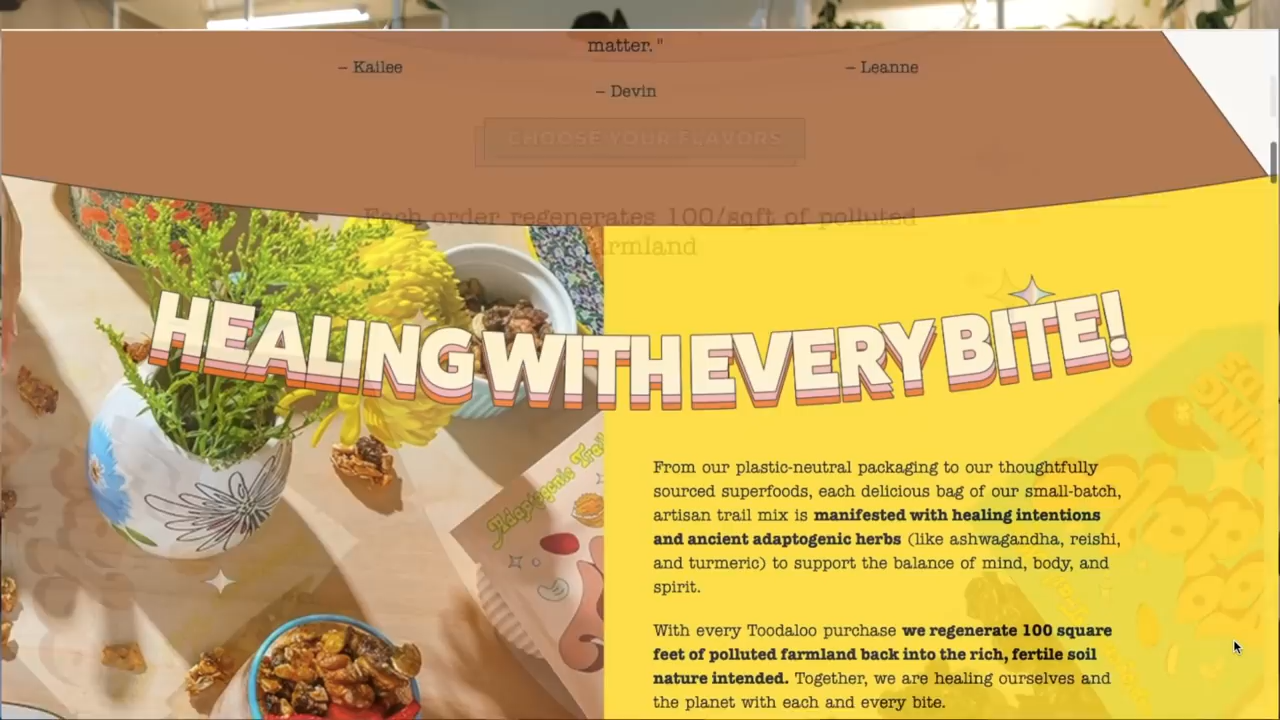 matter. "
– Kailee
– Leanne
– Devin
CHOOSE YOUR FLAVORS
Each order regenerates 100/sqft of polluted
farmland
HEALING WITH EVERY BITE!
Adaptogenic Trail
From our plastic-neutral packaging to our thoughtfully
sourced superfoods, each delicious bag of our small-batch,
artisan trail mix is manifested with healing intentions
and ancient adaptogenic herbs (like ashwagandha, reishi,
and turmeric) to support the balance of mind, body, and
spirit.
With every Toodaloo purchase we regenerate 100 square
feet of polluted farmland back into the rich, fertile soil
nature intended. Together, we are healing ourselves and
the planet with each and every bite.